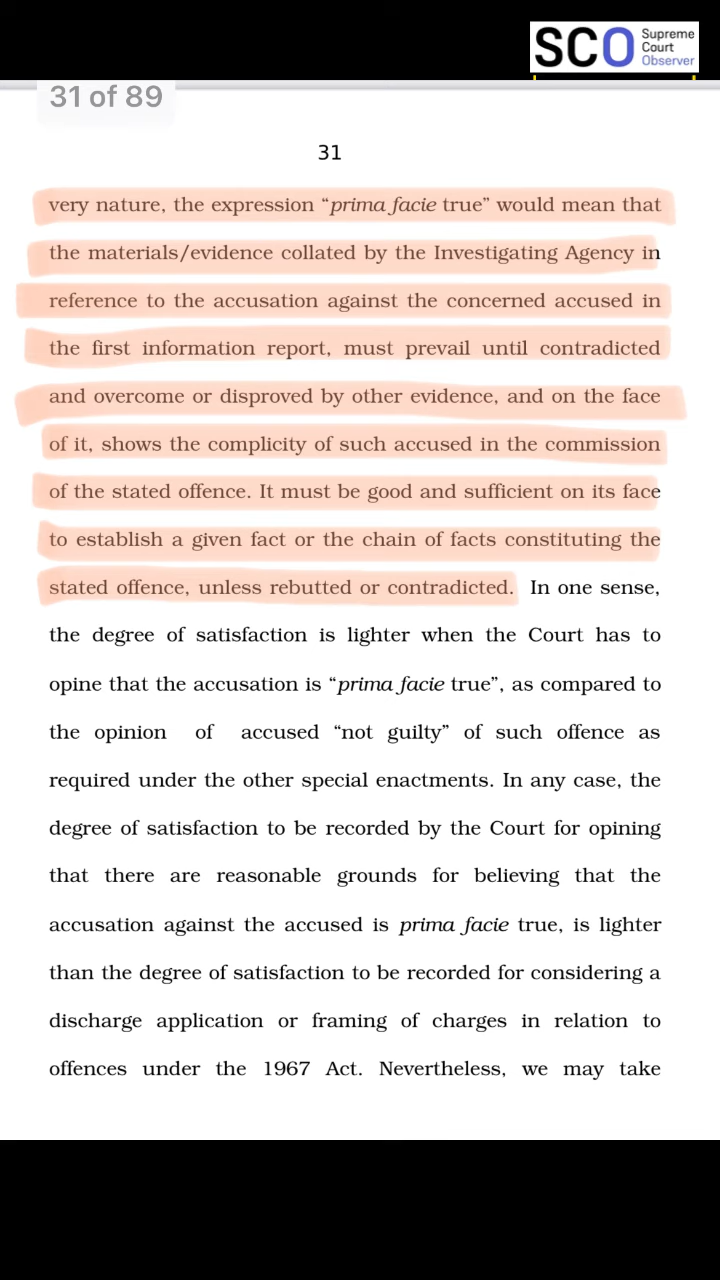 SCO Supreme
Court
Observer
31 of 89
31
very nature, the expression “prima facie true” would mean that
the materials/evidence collated by the Investigating Agency in
reference to the accusation against the concerned accused in
the first information report, must prevail until contradicted
and overcome or disproved by other evidence, and on the face
of it, shows the complicity of such accused in the commission
of the stated offence. It must be good and sufficient on its face
to establish a given fact or the chain of facts constituting the
stated offence, unless rebutted or contradicted. In one sense,
the degree of satisfaction is lighter when the Court has to
opine that the accusation is “prima facie true”, as compared to
the opinion of accused “not guilty” of such offence as
required under the other special enactments. In any case, the
degree of satisfaction to be recorded by the Court for opining
that there are reasonable grounds for believing that the
accusation against the accused is prima facie true, is lighter
than the degree of satisfaction to be recorded for considering a
discharge application or framing of charges in relation to
offences under the 1967 Act. Nevertheless, we may take